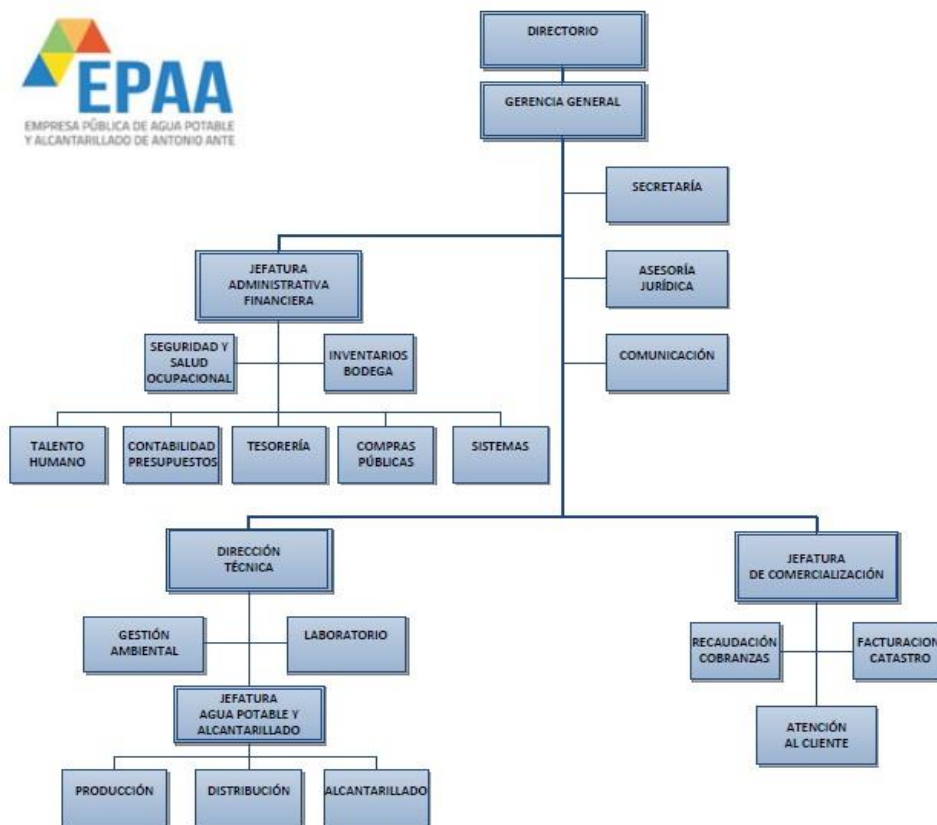 EPAA
EMPRESA PÚBLICA DE AGUA POTABLE
Y ALCANTARILLADO DE ANTONIO ANTE
DIRECTORIO
GERENCIA GENERAL
SECRETARÍA
ASESORÍA
JURÍDICA
COMUNICACIÓN
JEFATURA
ADMINISTRATIVA
FINANCIERA
SEGURIDAD Y
SALUD
OCUPACIONAL
INVENTARIOS
BODEGA
TALENTO
HUMANO
CONTABILIDAD
PRESUPUESTOS
TESORERÍA
COMPRAS
PÚBLICAS
SISTEMAS
DIRECCIÓN
TÉCNICA
GESTIÓN
AMBIENTAL
LABORATORIO
JEFATURA
AGUA POTABLE Y
ALCANTARILLADO
PRODUCCIÓN
DISTRIBUCIÓN
ALCANTARILLADO
JEFATURA
DE COMERCIALIZACIÓN
RECAUDACIÓN
COBRANZAS
FACTURACION
CATASTRO
ATENCIÓN
AL CLIENTE